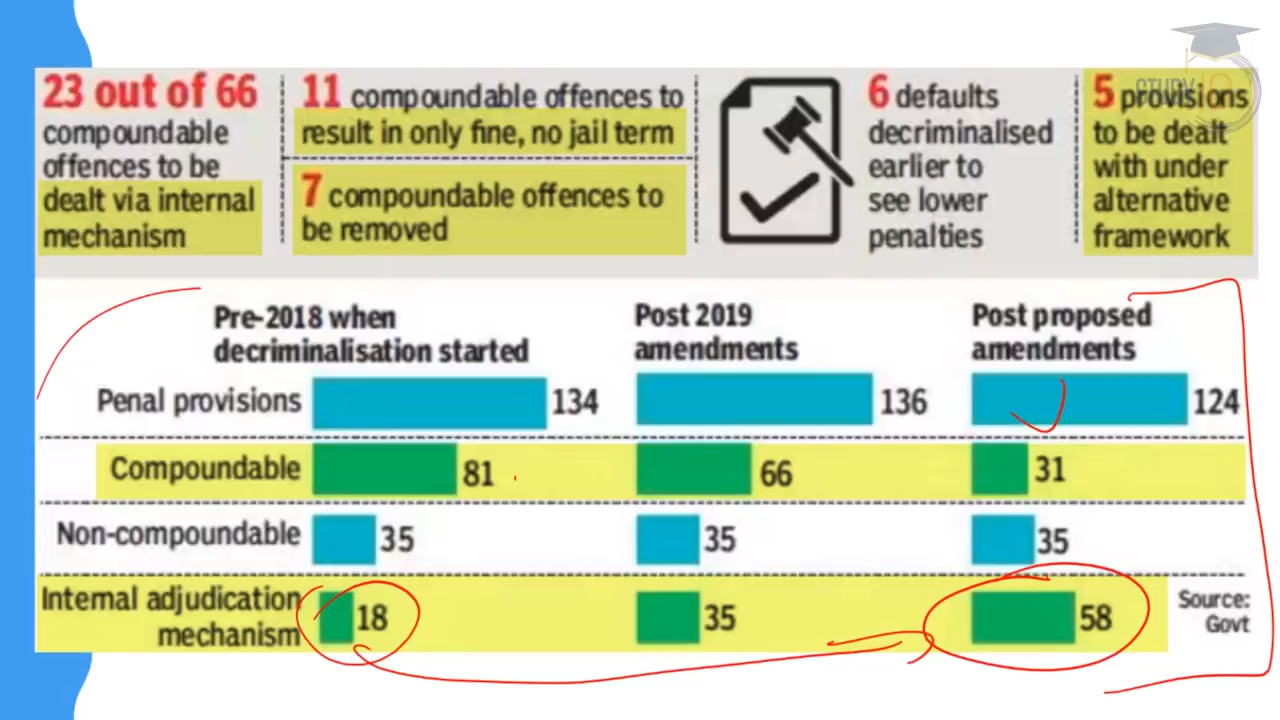 23 out of 66
compoundable
offences to be
dealt via internal
mechanism
11 compoundable offences to
result in only fine, no jail term
7 compoundable offences to
be removed
6 defaults
decriminalised
earlier to
see lower
penalties
5 provisions
to be dealt
with under
alternative
framework
STUDY IQ
Pre-2018 when
decriminalisation started
Post 2019
amendments
Post proposed
amendments
Penal provisions 134 136 124
Compoundable 81 66 31
Non-compoundable 35 35 35
Internal adjudication
mechanism 18 35 58
Source:
Govt